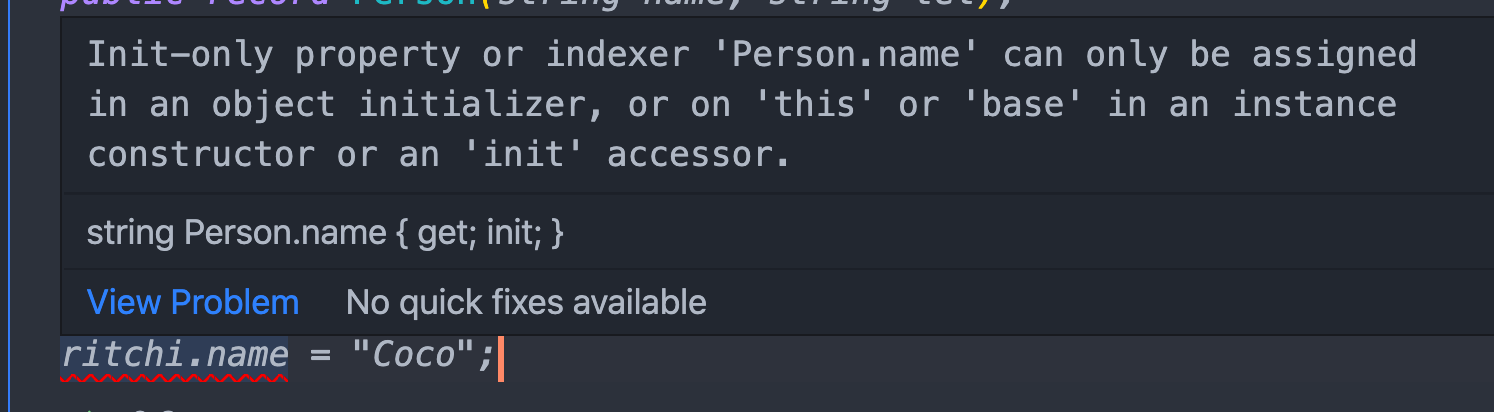 public record Person(String name, String tel);
Init-only property or indexer 'Person.name' can only be assigned
in an object initializer, or on 'this' or 'base' in an instance
constructor or an 'init' accessor.
string Person.name { get; init; }
View Problem No quick fixes available
ritchi.name = "Coco";